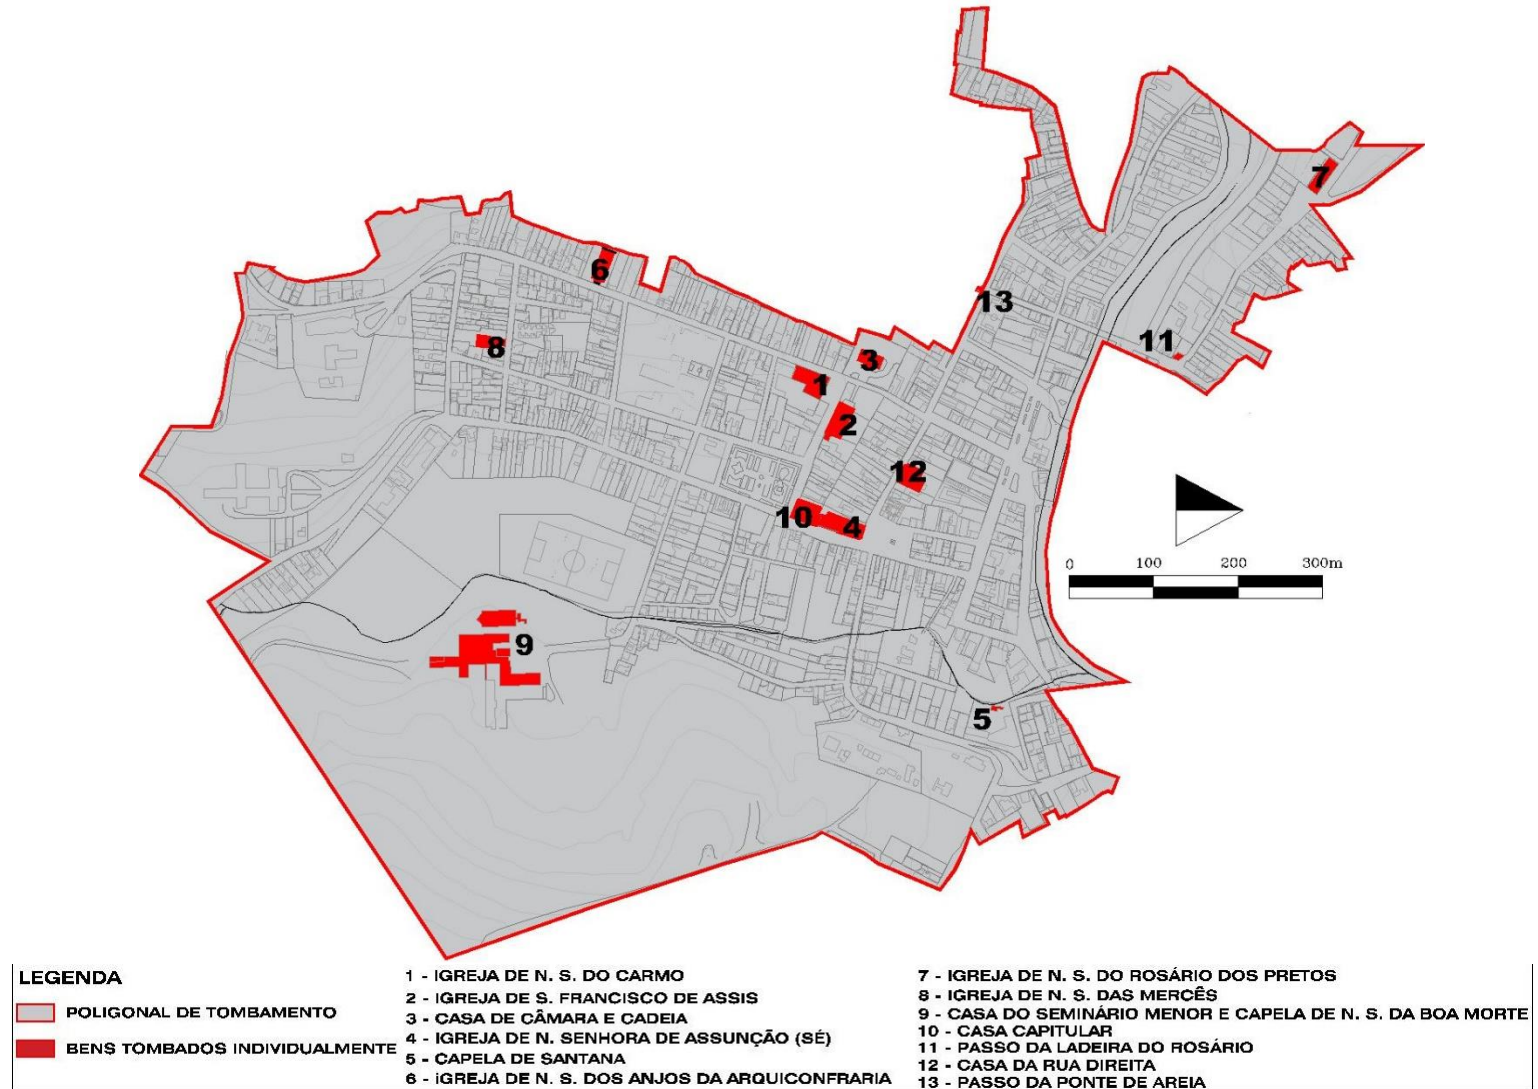 7
6
13
11
8
3
1
2
12
10
4
0 100 200 300m
9
5
LEGENDA
POLIGONAL DE TOMBAMENTO
BENS TOMBADOS INDIVIDUALMENTE
1 - IGREJA DE N. S. DO CARMO
2 - IGREJA DE S. FRANCISCO DE ASSIS
3 - CASA DE CÂMARA E CADEIA
4 - IGREJA DE N. SENHORA DE ASSUNÇÃO (SÉ)
5 - CAPELA DE SANTANA
6 - iGREJA DE N. S. DOS ANJOS DA ARQUICONFRARIA
7 - IGREJA DE N. S. DO ROSÁRIO DOS PRETOS
8 - IGREJA DE N. S. DAS MERCÊS
9 - CASA DO SEMINÁRIO MENOR E CAPELA DE N. S. DA BOA MORTE
10 - CASA CAPITULAR
11 - PASSO DA LADEIRA DO ROSÁRIO
12 - CASA DA RUA DIREITA
13 - PASSO DA PONTE DE AREIA